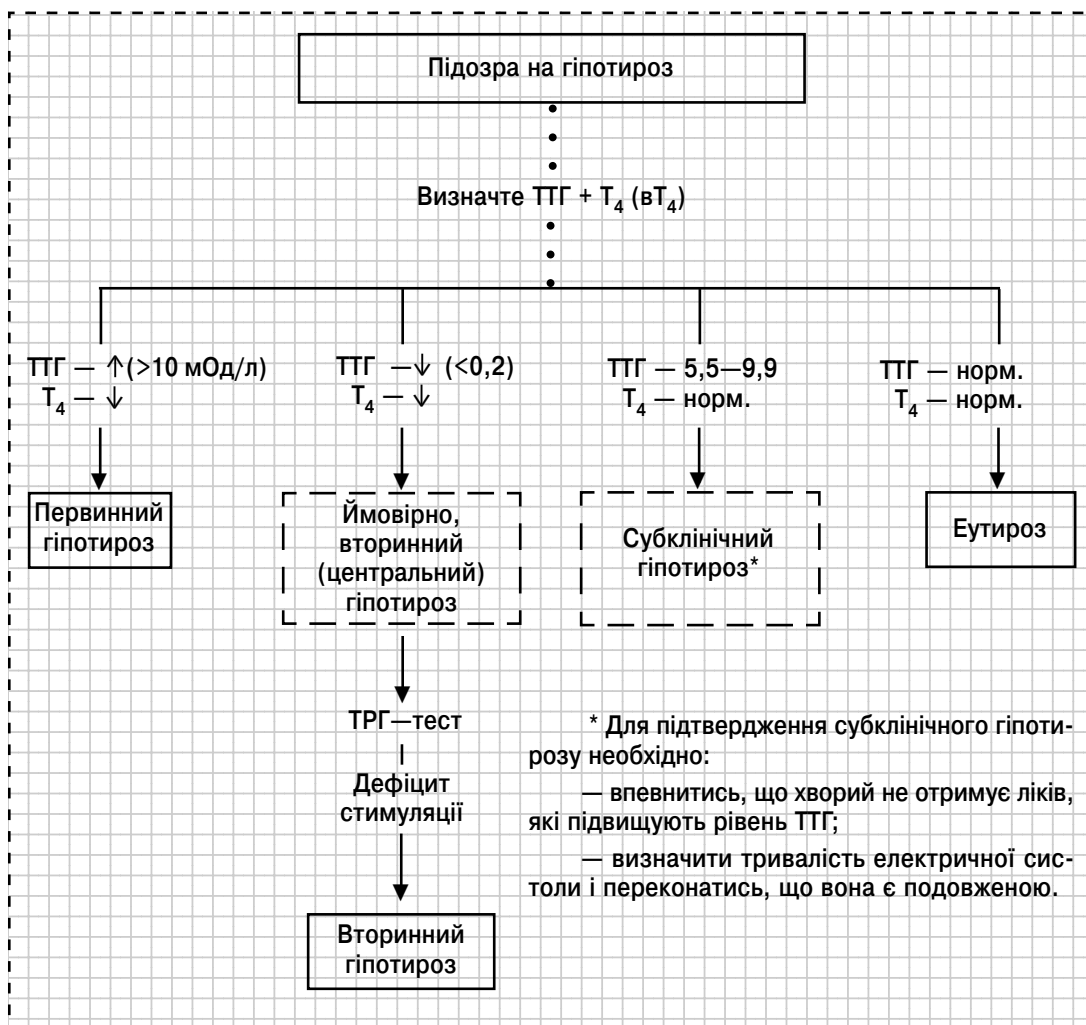 Підозра на гіпотироз
Визначте ТТГ + Т₄ (вТ₄)
ТТГ — ↑(>10 мОд/л)
Т₄ — ↓
Первинний
гіпотироз
ТТГ —↓ (<0,2)
Т₄ — ↓
Ймовірно,
вторинний
(центральний)
гіпотироз
ТРГ—тест
Дефіцит
стимуляції
Вторинний
гіпотироз
ТТГ — 5,5—9,9
Т₄ — норм.
Субклінічний
гіпотироз*
ТТГ — норм.
Т₄ — норм.
Еутироз
* Для підтвердження субклінічного гіпоти-
розу необхідно:
— впевнитись, що хворий не отримує ліків,
які підвищують рівень ТТГ;
— визначити тривалість електричної сис-
толи і переконатись, що вона є подовженою.